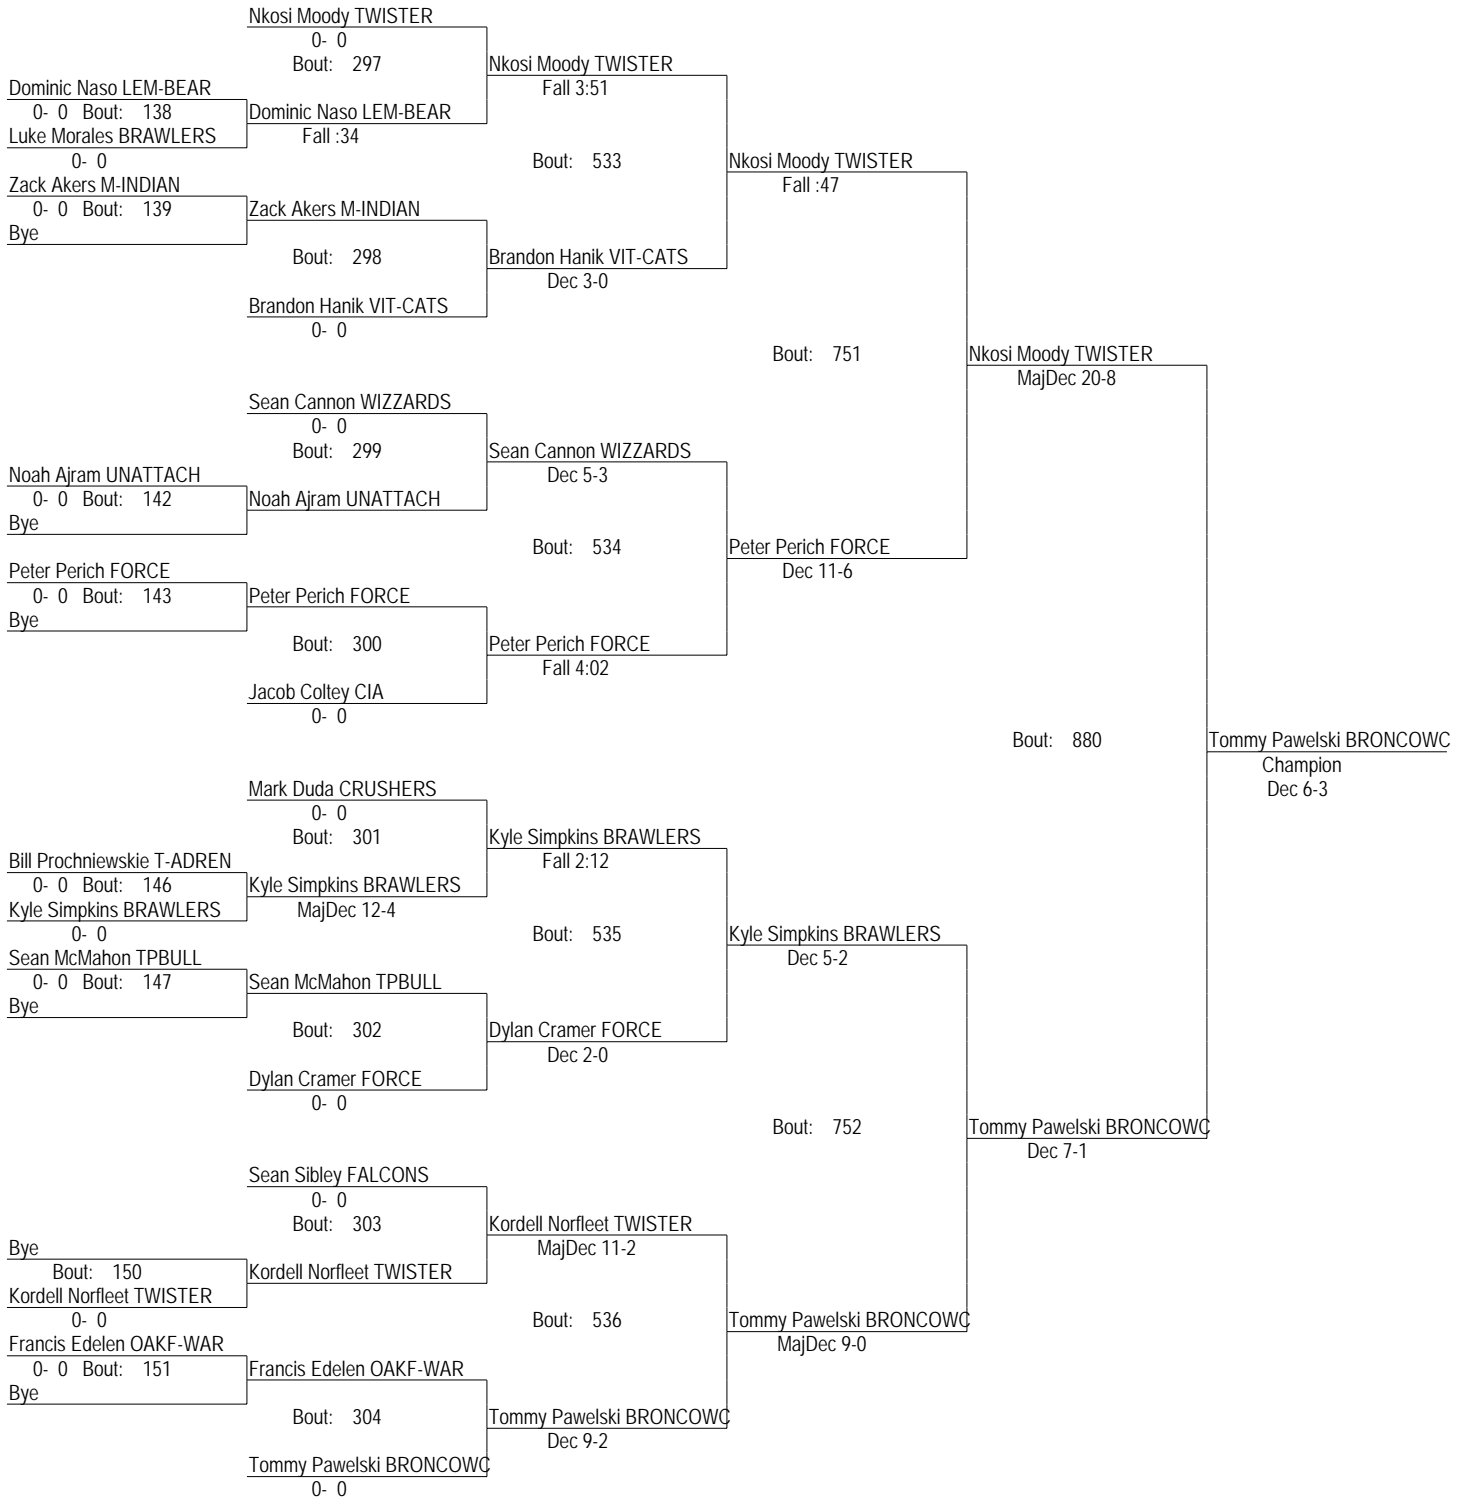 Nkosi Moody TWISTER
0- 0
Bout: 297
Nkosi Moody TWISTER
Fall 3:51
Dominic Naso LEM-BEAR
0- 0 Bout: 138
Dominic Naso LEM-BEAR
Fall :34
Luke Morales BRAWLERS
0- 0
Bout: 533
Nkosi Moody TWISTER
Fall :47
Zack Akers M-INDIAN
0- 0 Bout: 139
Zack Akers M-INDIAN
Bye
Bout: 298
Brandon Hanik VIT-CATS
Dec 3-0
Brandon Hanik VIT-CATS
0- 0
Bout: 751
Nkosi Moody TWISTER
MajDec 20-8
Sean Cannon WIZZARDS
0- 0
Bout: 299
Sean Cannon WIZZARDS
Dec 5-3
Noah Ajram UNATTACH
0- 0 Bout: 142
Noah Ajram UNATTACH
Bye
Bout: 534
Peter Perich FORCE
Dec 11-6
Peter Perich FORCE
0- 0 Bout: 143
Peter Perich FORCE
Bye
Bout: 300
Peter Perich FORCE
Fall 4:02
Jacob Coltey CIA
0- 0
Bout: 880
Tommy Pawelski BRONCOWC
Champion
Dec 6-3
Mark Duda CRUSHERS
0- 0
Bout: 301
Kyle Simpkins BRAWLERS
Fall 2:12
Bill Prochniewskie T-ADREN
0- 0 Bout: 146
Kyle Simpkins BRAWLERS
MajDec 12-4
Kyle Simpkins BRAWLERS
0- 0
Bout: 535
Kyle Simpkins BRAWLERS
Dec 5-2
Sean McMahon TPBULL
0- 0 Bout: 147
Sean McMahon TPBULL
Bye
Bout: 302
Dylan Cramer FORCE
Dec 2-0
Dylan Cramer FORCE
0- 0
Bout: 752
Tommy Pawelski BRONCOWC
Dec 7-1
Sean Sibley FALCONS
0- 0
Bout: 303
Kordell Norfleet TWISTER
MajDec 11-2
Bye
Bout: 150
Kordell Norfleet TWISTER
Kordell Norfleet TWISTER
0- 0
Bout: 536
Tommy Pawelski BRONCOWC
MajDec 9-0
Francis Edelen OAKF-WAR
0- 0 Bout: 151
Francis Edelen OAKF-WAR
Bye
Bout: 304
Tommy Pawelski BRONCOWC
Dec 9-2
Tommy Pawelski BRONCOWC
0- 0